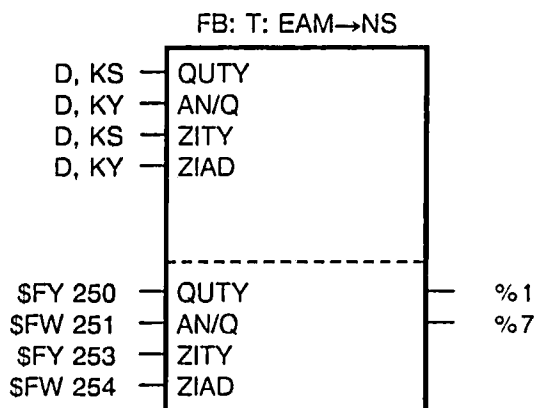 FB: T: EAM→NS
D, KS QUTY
D, KY AN/Q
D, KS ZITY
D, KY ZIAD
$FY 250 QUTY %1
$FW 251 AN/Q %7
$FY 253 ZITY
$FW 254 ZIAD